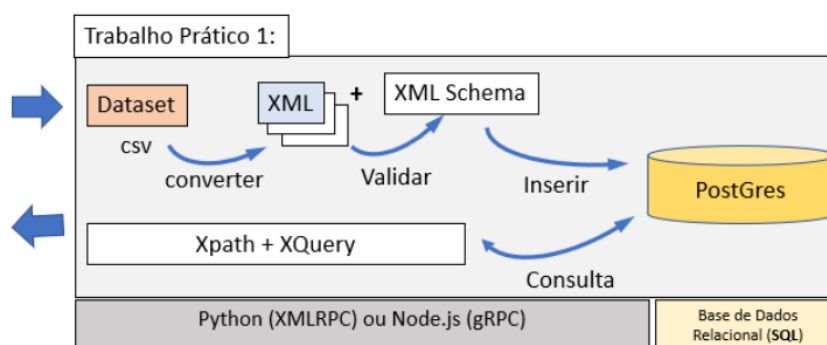 Trabalho Prático 1:
Dataset
XML
+
XML Schema
csv
converter
Validar
Inserir
PostGres
Xpath + XQuery
Consulta
Python (XMLRPC) ou Node.js (gRPC)
Base de Dados
Relacional (SQL)